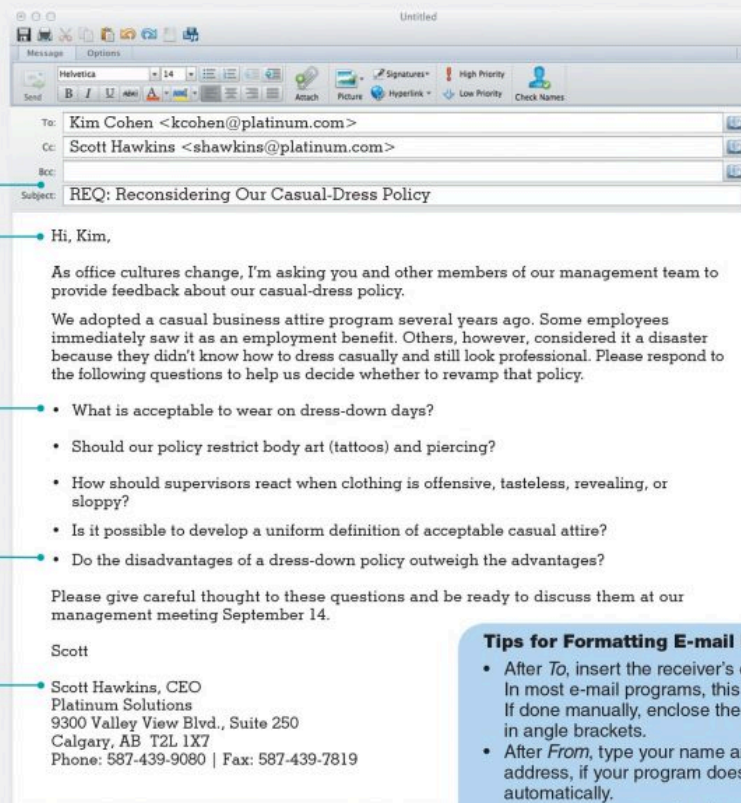 Untitled
Message Options
Helvetica 14
Signatures
High Priority
Send
B I U ABC A
Attach
Picture
Hyperlink
Low Priority
Check Names
To: Kim Cohen <kcohen@platinum.com>
Cc: Scott Hawkins <shawkins@platinum.com>
Bcc:
Subject: REQ: Reconsidering Our Casual-Dress Policy
Hi, Kim,
As office cultures change, I'm asking you and other members of our management team to
provide feedback about our casual-dress policy.
We adopted a casual business attire program several years ago. Some employees
immediately saw it as an employment benefit. Others, however, considered it a disaster
because they didn't know how to dress casually and still look professional. Please respond to
the following questions to help us decide whether to revamp that policy.
• What is acceptable to wear on dress-down days?
• Should our policy restrict body art (tattoos) and piercing?
• How should supervisors react when clothing is offensive, tasteless, revealing, or
sloppy?
• Is it possible to develop a uniform definition of acceptable casual attire?
• Do the disadvantages of a dress-down policy outweigh the advantages?
Please give careful thought to these questions and be ready to discuss them at our
management meeting September 14.
Scott
Scott Hawkins, CEO
Platinum Solutions
9300 Valley View Blvd., Suite 250
Calgary, AB T2L 1X7
Phone: 587-439-9080 | Fax: 587-439-7819
Tips for Formatting E-mail
• After To, insert the receiver's
In most e-mail programs, this
If done manually, enclose the
in angle brackets.
• After From, type your name
address, if your program
automatically.